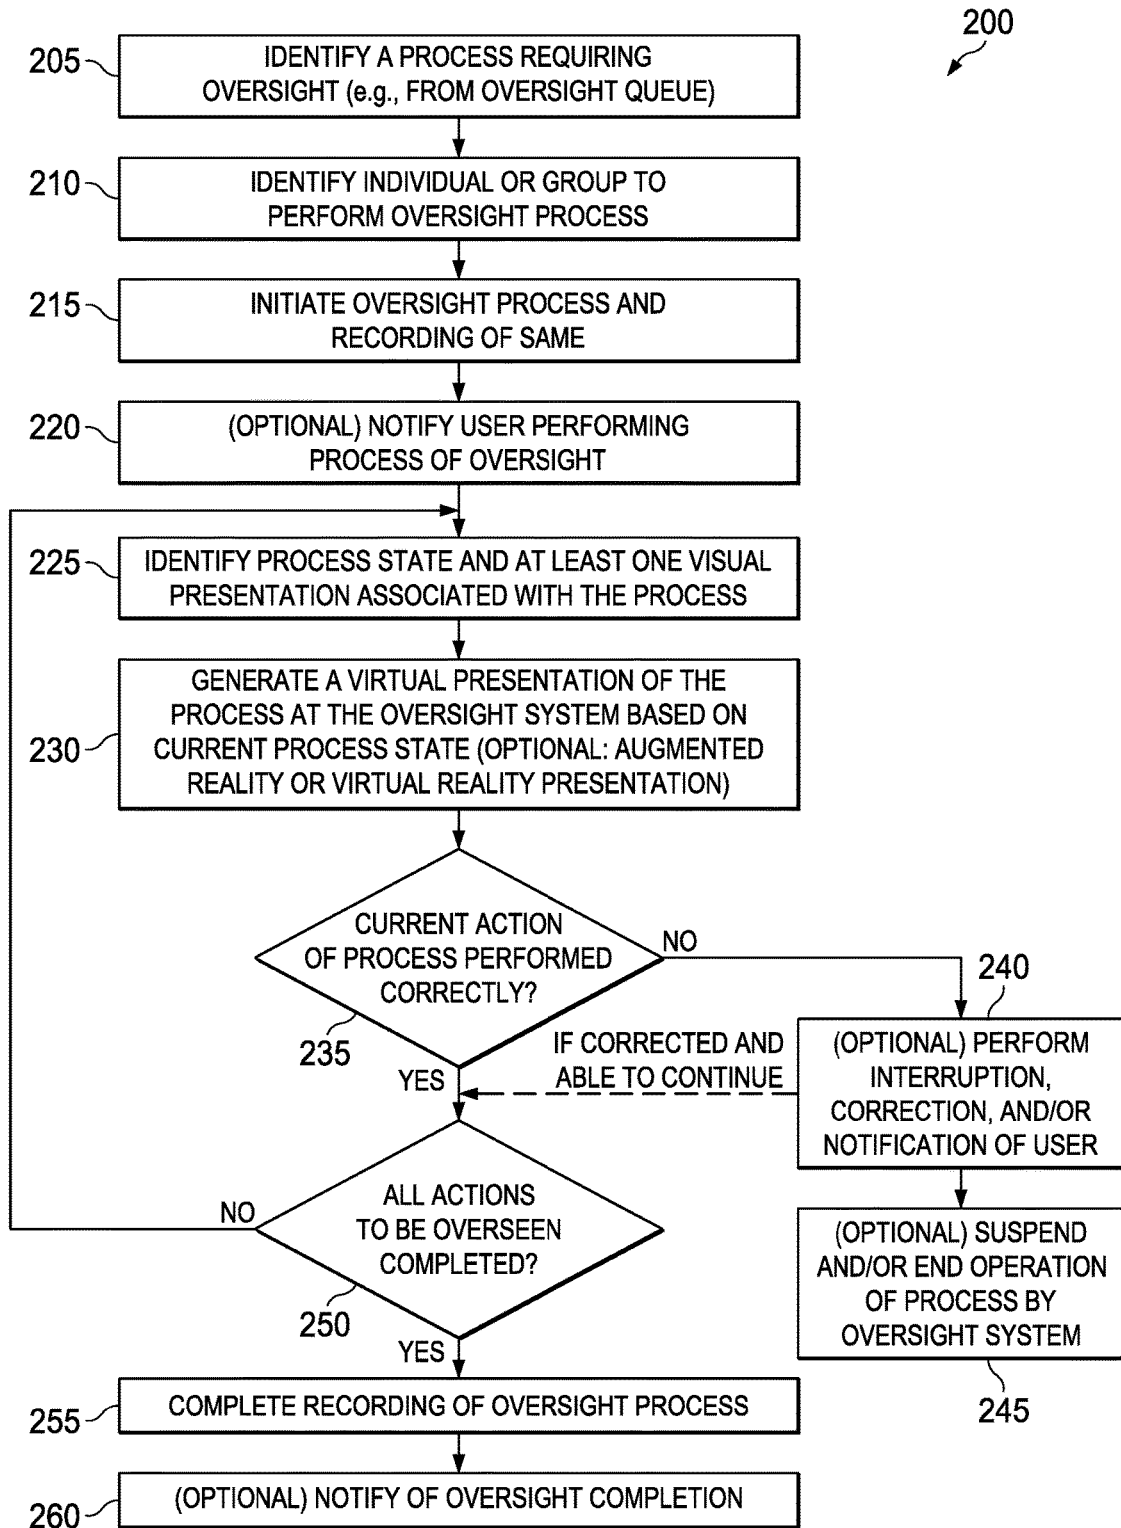 200
205
IDENTIFY A PROCESS REQUIRING
OVERSIGHT (e.g., FROM OVERSIGHT QUEUE)
210
IDENTIFY INDIVIDUAL OR GROUP TO
PERFORM OVERSIGHT PROCESS
215
INITIATE OVERSIGHT PROCESS AND
RECORDING OF SAME
220
(OPTIONAL) NOTIFY USER PERFORMING
PROCESS OF OVERSIGHT
225
IDENTIFY PROCESS STATE AND AT LEAST ONE VISUAL
PRESENTATION ASSOCIATED WITH THE PROCESS
230
GENERATE A VIRTUAL PRESENTATION OF THE
PROCESS AT THE OVERSIGHT SYSTEM BASED ON
CURRENT PROCESS STATE (OPTIONAL: AUGMENTED
REALITY OR VIRTUAL REALITY PRESENTATION)
CURRENT ACTION
OF PROCESS PERFORMED
CORRECTLY?
235
NO
YES
240
(OPTIONAL) PERFORM
INTERRUPTION,
CORRECTION, AND/OR
NOTIFICATION OF USER
IF CORRECTED AND
ABLE TO CONTINUE
(OPTIONAL) SUSPEND
AND/OR END OPERATION
OF PROCESS BY
OVERSIGHT SYSTEM
245
ALL ACTIONS
TO BE OVERSEEN
COMPLETED?
250
NO
YES
255
COMPLETE RECORDING OF OVERSIGHT PROCESS
260
(OPTIONAL) NOTIFY OF OVERSIGHT COMPLETION